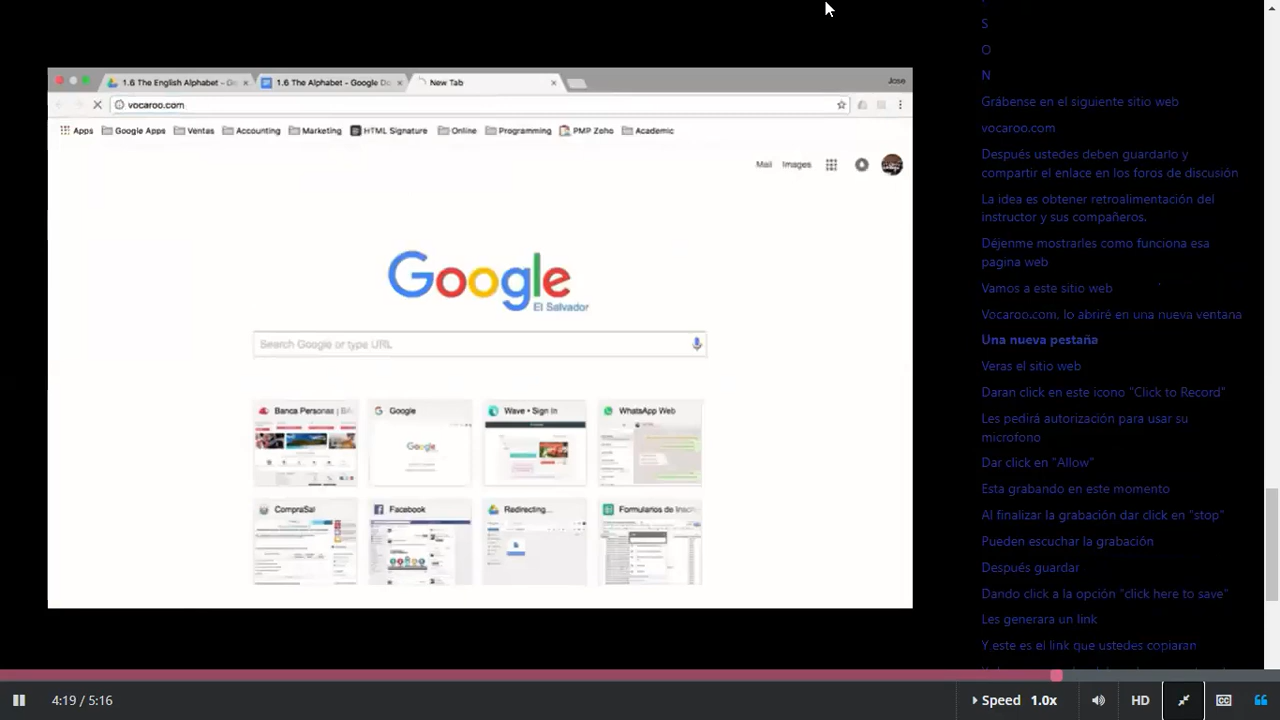 S
O
N
Grábense en el siguiente sitio web
vocaroo.com
Después ustedes deben guardarlo y
compartir el enlace en los foros de discusión
La idea es obtener retroalimentación del
instructor y sus compañeros.
Déjenme mostrarles como funciona esa
pagina web
Vamos a este sitio web
Vocaroo.com, lo abriré en una nueva ventana
Una nueva pestaña
Veras el sitio web
Daran click en este icono "Click to Record"
Les pedirá autorización para usar su
microfono
Dar click en "Allow"
Esta grabando en este momento
Al finalizar la grabación dar click en "stop"
Pueden escuchar la grabación
Después guardar
Dando click a la opción "click here to save"
Les generara un link
Y este es el link que ustedes copiaran
1.6 The English Alphabet - 1.6 The Alphabet - Google Do New Tab Jose
vocaroo.com
Apps Google Apps Ventas Accounting Marketing HTML Signature Online Programming PMP Zoho Academic
Mail Images
Google
El Salvador
Search Google or type URL
Banca Personas Google Wave • Sign In WhatsApp Web
CompraSal Facebook Redirecting... Formularios de
4:19 / 5:16 Speed 1.0x HD CC